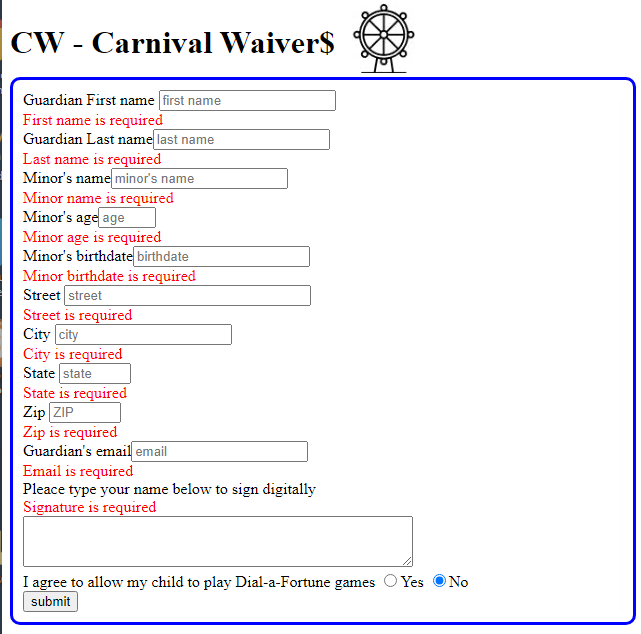 CW - Carnival Waiver$
Guardian First name first name
First name is required
Guardian Last name last name
Last name is required
Minor's name minor's name
Minor name is required
Minor's age age
Minor age is required
Minor's birthdate birthdate
Minor birthdate is required
Street street
Street is required
City city
City is required
State state
State is required
Zip ZIP
Zip is required
Guardian's email email
Email is required
Pleace type your name below to sign digitally
Signature is required
I agree to allow my child to play Dial-a-Fortune games Yes No
submit